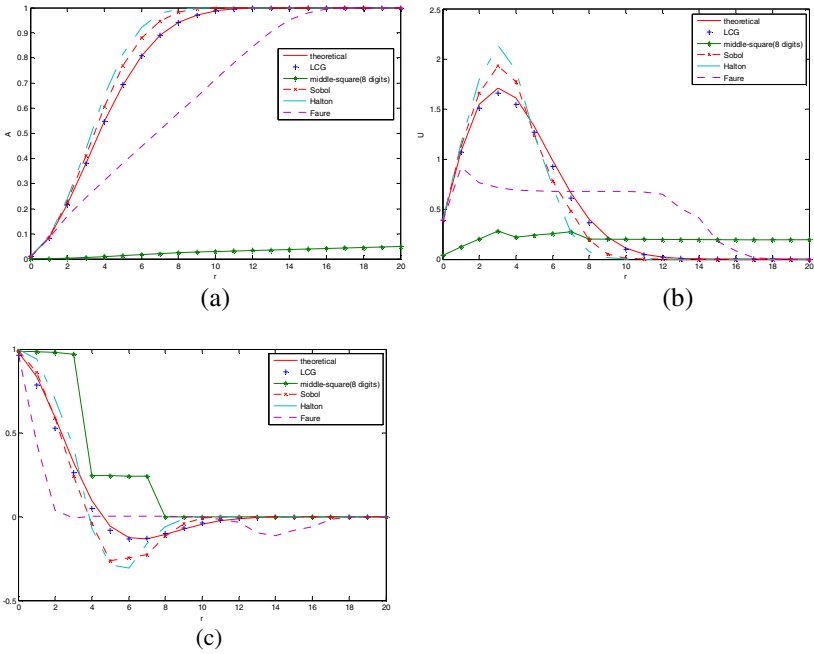 1
0.9
0.8
0.7
0.6
0.5
0.4
0.3
0.2
0.1
0
A
0 2 4 6 8 10 12 14 16 18 20
r
theoretical
LCG
middle-square(8 digits)
Sobol
Halton
Faure
(a)
2.5
2
1.5
1
0.5
0
U
0 2 4 6 8 10 12 14 16 18 20
r
theoretical
LCG
middle-square(8 digits)
Sobol
Halton
Faure
(b)
1
0.5
0
-0.5
0 2 4 6 8 10 12 14 16 18 20
r
theoretical
LCG
middle-square(8 digits)
Sobol
Halton
Faure
(c)